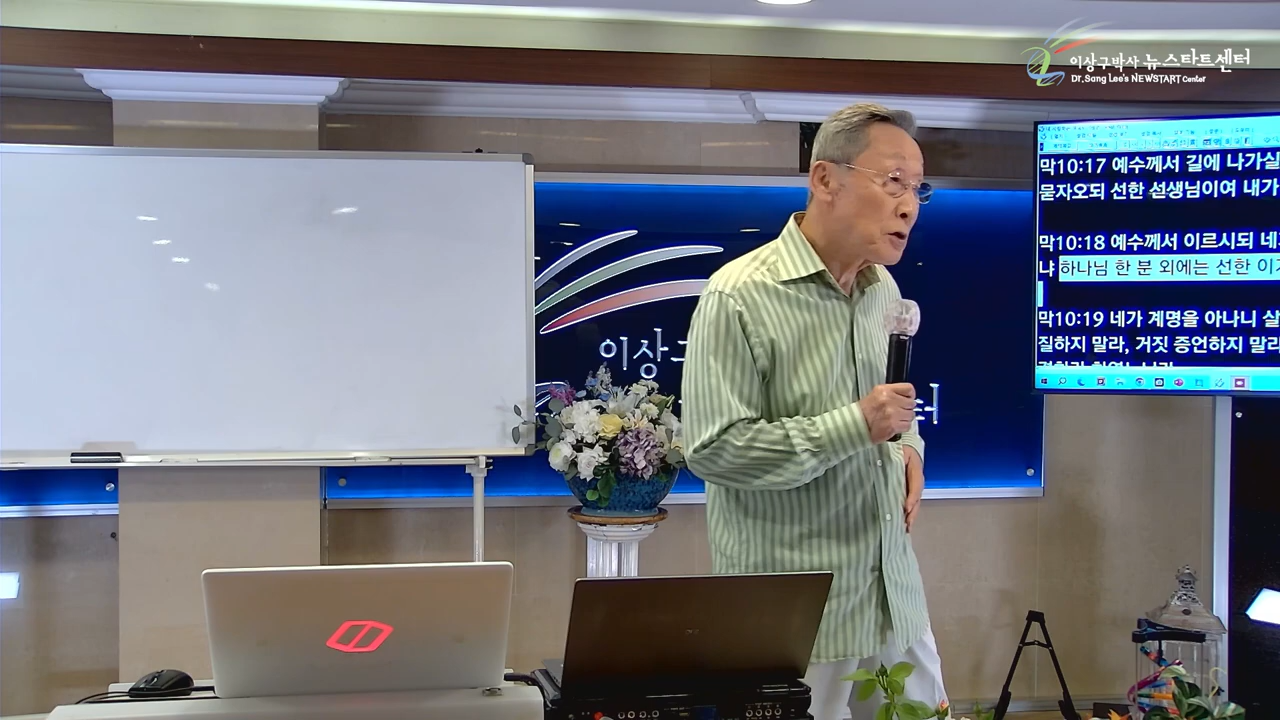 이상구박사 뉴스타트센터
Dr. Sang Lee's NEWSTART Center
막10:17 예수께서 길에 나가실
묻자오되 선한 선생님이여 내가
막10:18 예수께서 이르시되 네
냐 하나님 한 분 외에는 선한 이
막10:19 네가 계명을 아나니 살
질하지 말라, 거짓 증언하지 말라
이상구
터